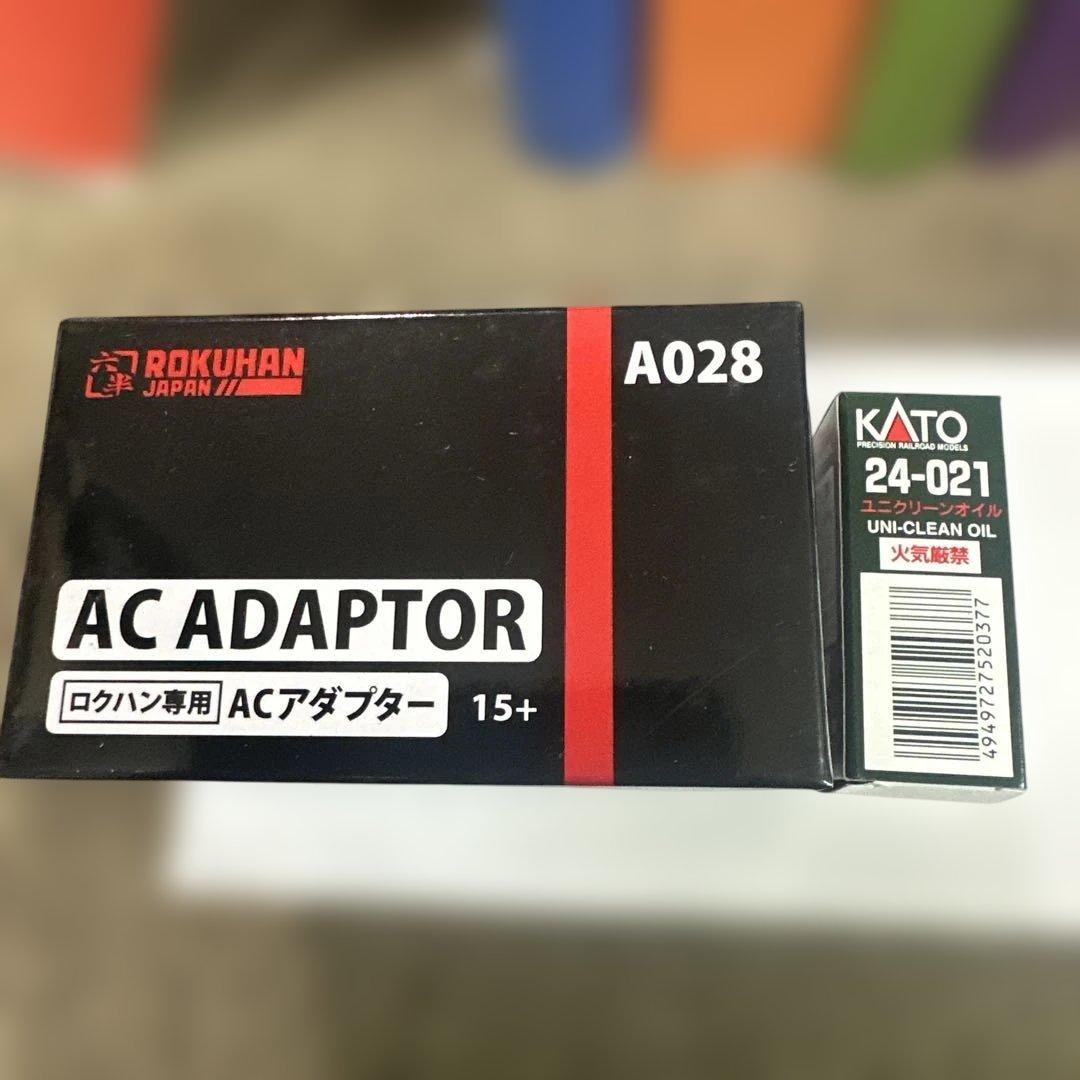 六半
ROKUHAN
JAPAN
A028
AC ADAPTOR
ロクハン専用 ACアダプター 15+
KATO
PRECISION RAILROAD MODELS
24-021
ユニクリーンオイル
UNI-CLEAN OIL
火気厳禁
4949727520377